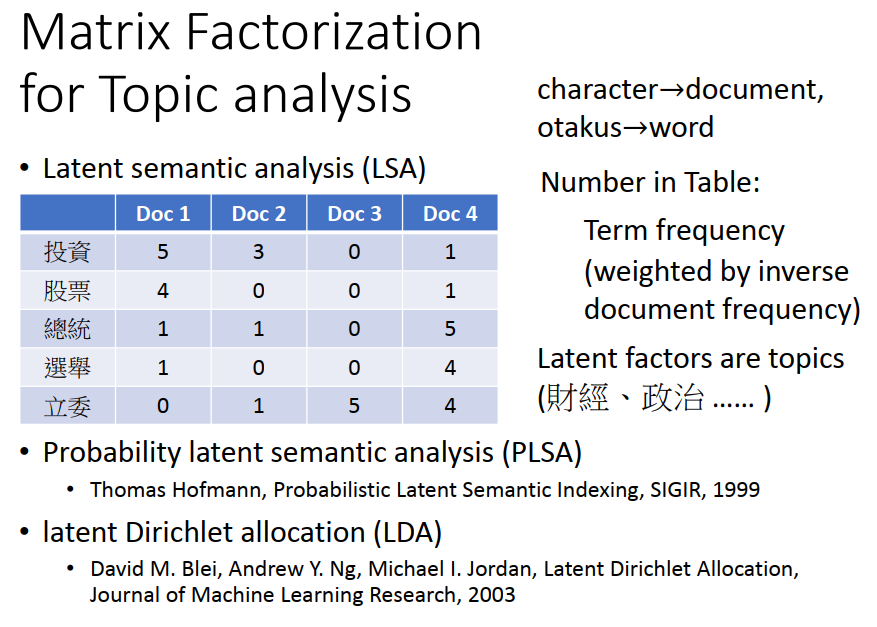 Matrix Factorization
for Topic analysis
• Latent semantic analysis (LSA)
Doc 1 Doc 2 Doc 3 Doc 4
投資 5 3 0 1
股票 4 0 0 1
總統 1 1 0 5
選舉 1 0 0 4
立委 0 1 5 4
character→document,
otakus→word
Number in Table:
Term frequency
(weighted by inverse
document frequency)
Latent factors are topics
(財經、政治 …… )
• Probability latent semantic analysis (PLSA)
• Thomas Hofmann, Probabilistic Latent Semantic Indexing, SIGIR, 1999
• latent Dirichlet allocation (LDA)
• David M. Blei, Andrew Y. Ng, Michael I. Jordan, Latent Dirichlet Allocation,
Journal of Machine Learning Research, 2003